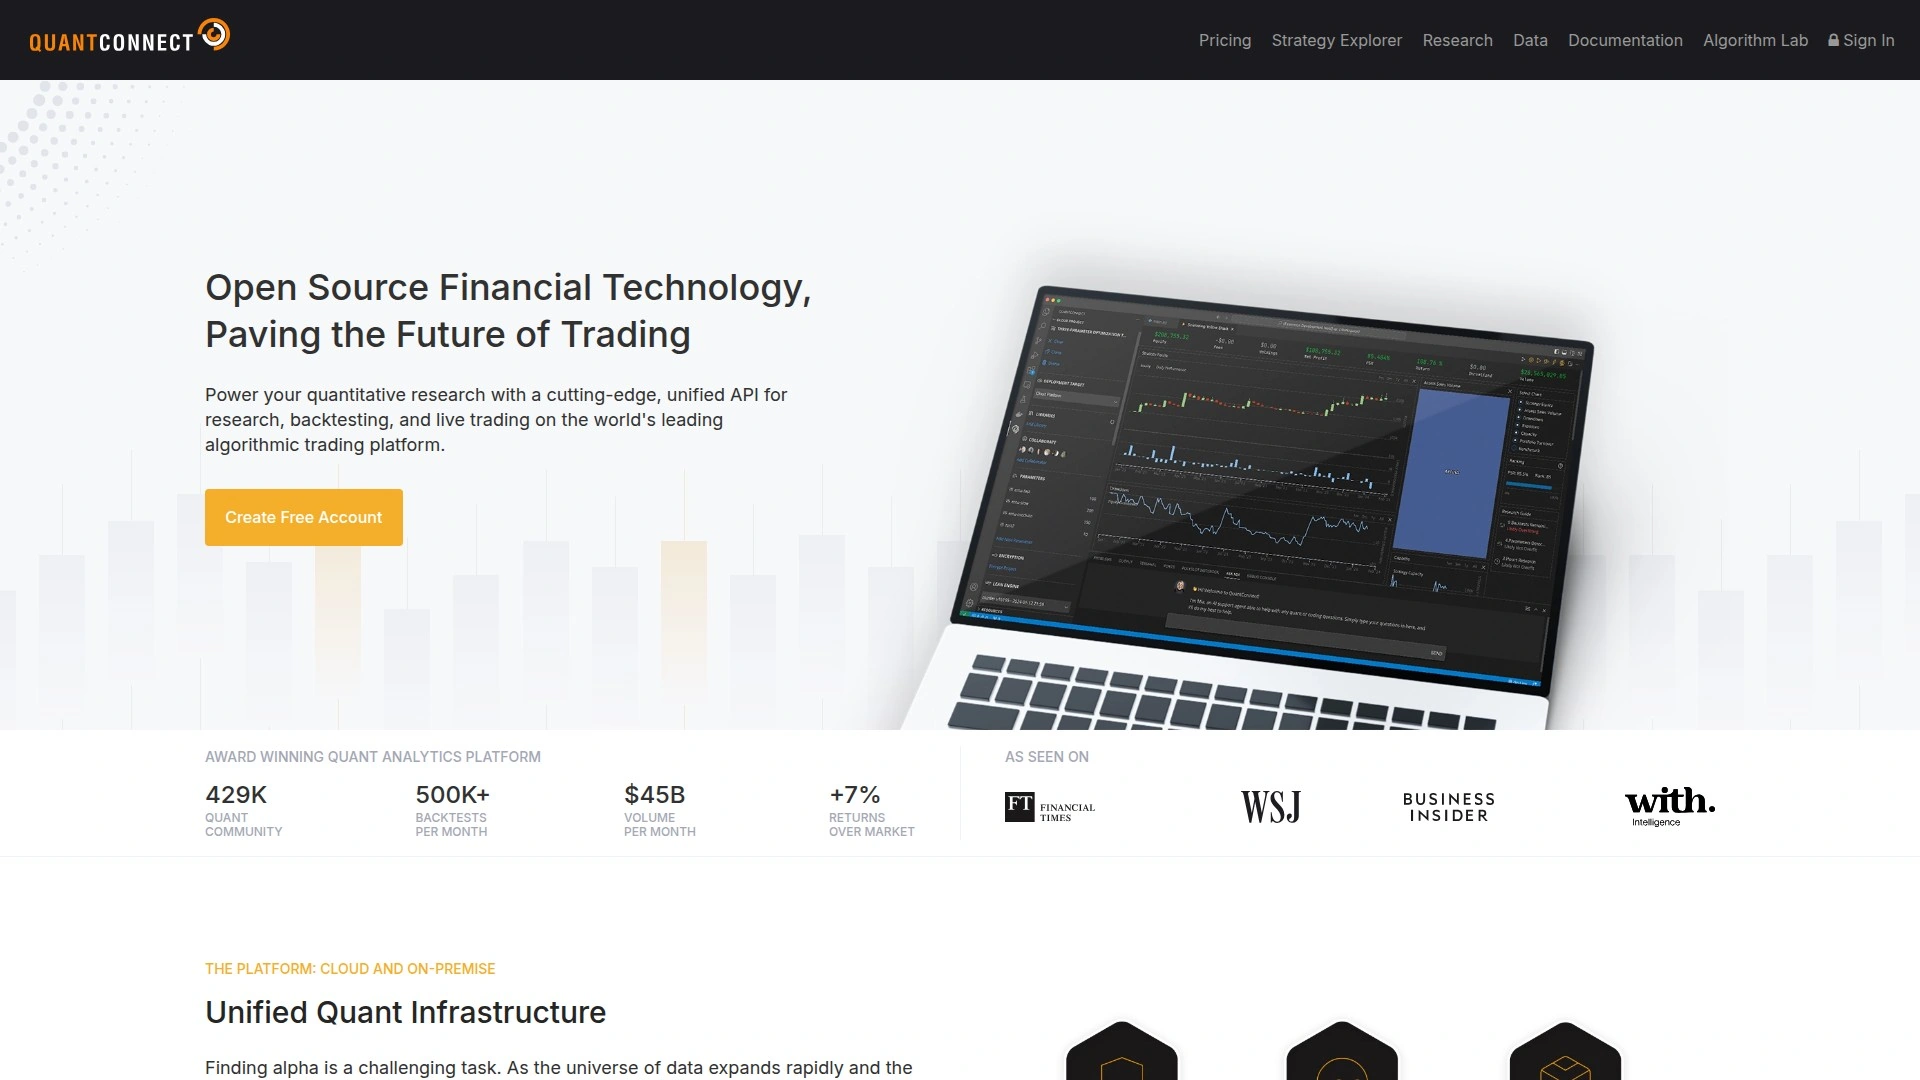 QUANTCONNECT
Pricing
Strategy Explorer
Research
Data
Documentation
Algorithm Lab
Sign In
Open Source Financial Technology,
Paving the Future of Trading
Power your quantitative research with a cutting-edge, unified API for
research, backtesting, and live trading on the world's leading
algorithmic trading platform.
Create Free Account
AWARD WINNING QUANT ANALYTICS PLATFORM
429K
QUANT
COMMUNITY
500K+
BACKTESTS
PER MONTH
$45B
VOLUME
PER MONTH
+7%
RETURNS
OVER MARKET
AS SEEN ON
FT
FINANCIAL
TIMES
WSJ
BUSINESS
INSIDER
with.
Intelligence
THE PLATFORM: CLOUD AND ON-PREMISE
Unified Quant Infrastructure
Finding alpha is a challenging task. As the universe of data expands rapidly and the